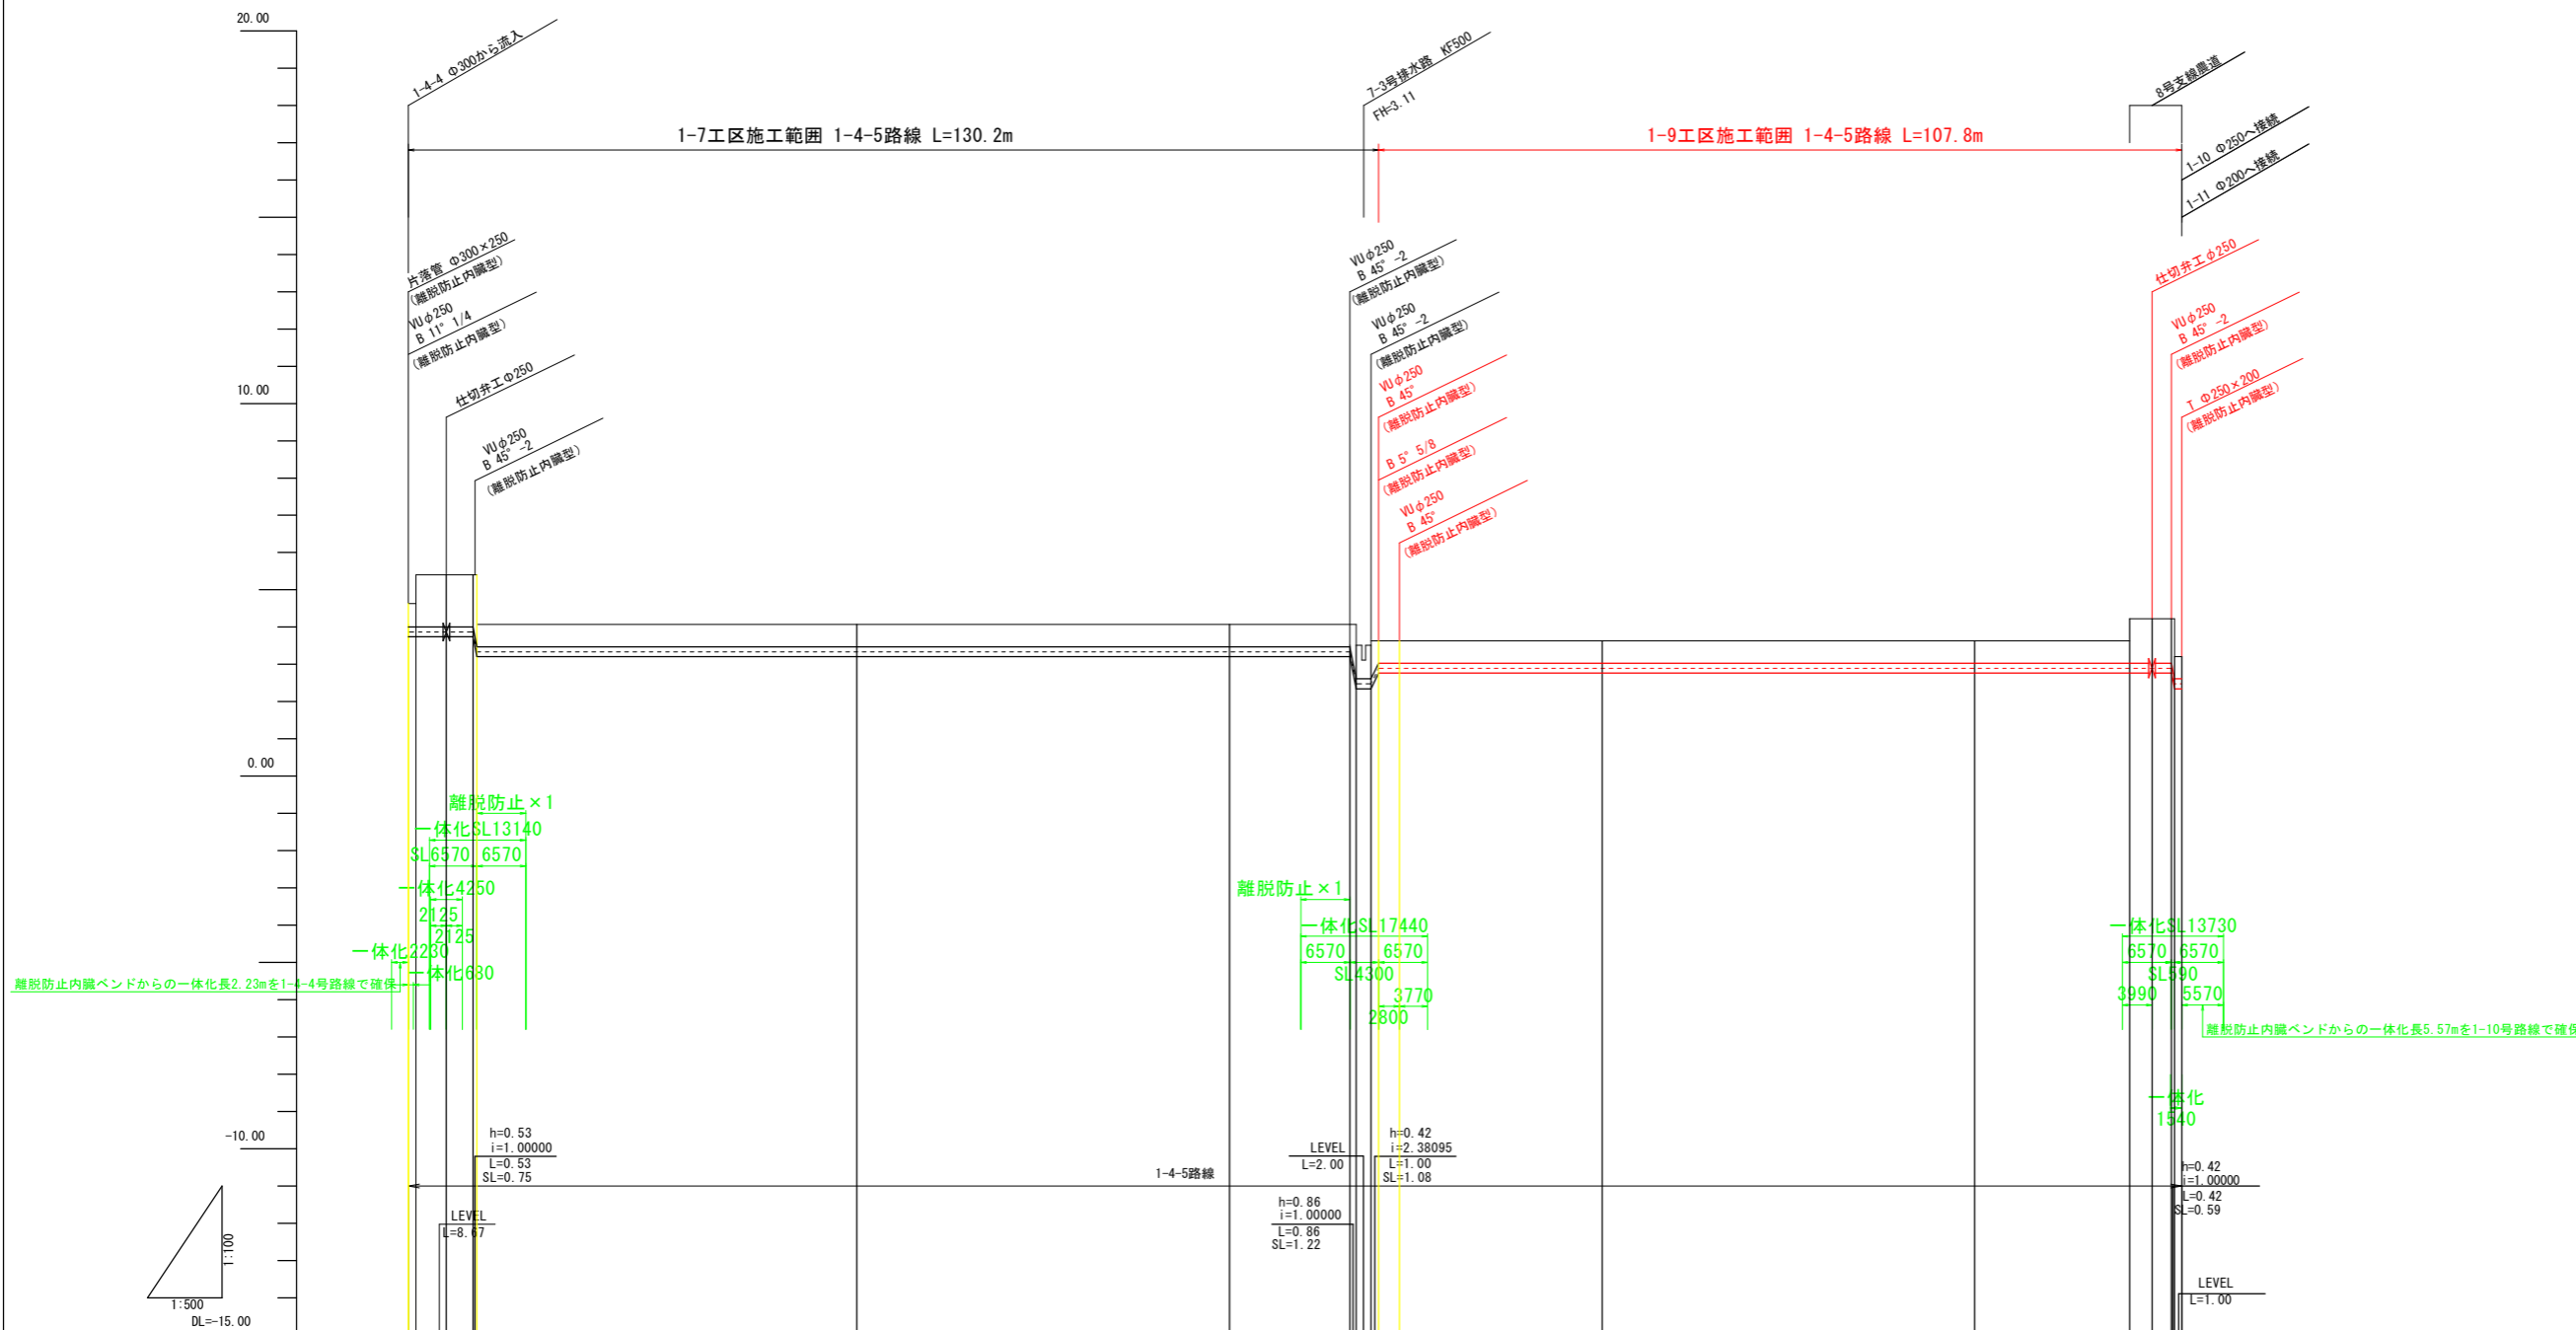 20.00
1-4-4 Φ300から流入
7-3号排水路 KF500
FH=3.11
8号支線農道
1-7工区施工範囲 1-4-5路線 L=130.2m
1-9工区施工範囲 1-4-5路線 L=107.8m
1-10 Φ250へ接続
1-11 Φ200へ接続
片落管 Φ300×250
(離脱防止内臓型)
VUφ250
B 11° 1/4
(離脱防止内臓型)
仕切弁工Φ250
VUφ250
B 45° -2
(離脱防止内臓型)
VUφ250
B 45° -2
(離脱防止内臓型)
VUφ250
B 45° -2
(離脱防止内臓型)
VUφ250
B 45°
(離脱防止内臓型)
B 5° 5/8
(離脱防止内臓型)
VUφ250
B 45°
(離脱防止内臓型)
仕切弁工φ250
VUφ250
B 45° -2
(離脱防止内臓型)
T Φ250×200
(離脱防止内臓型)
10.00
0.00
離脱防止×1
一体化SL13140
SL6570 6570
一体化4250
2125
2125
一体化2230
一体化680
離脱防止内臓ベンドからの一体化長2.23mを1-4-4号路線で確保
離脱防止×1
一体化SL17440
6570 6570
SL4300
3770
2800
一体化SL13730
6570 6570
SL590
3990 5570
離脱防止内臓ベンドからの一体化長5.57mを1-10号路線で確保
一体化
1540
-10.00
h=0.53
i=1.00000
L=0.53
SL=0.75
LEVEL
L=8.67
1-4-5路線
LEVEL
L=2.00
h=0.42
i=2.38095
L=1.00
SL=1.08
h=0.86
i=1.00000
L=0.86
SL=1.22
h=0.42
i=1.00000
L=0.42
SL=0.59
LEVEL
L=1.00
1:100
1:500
DL=-15.00